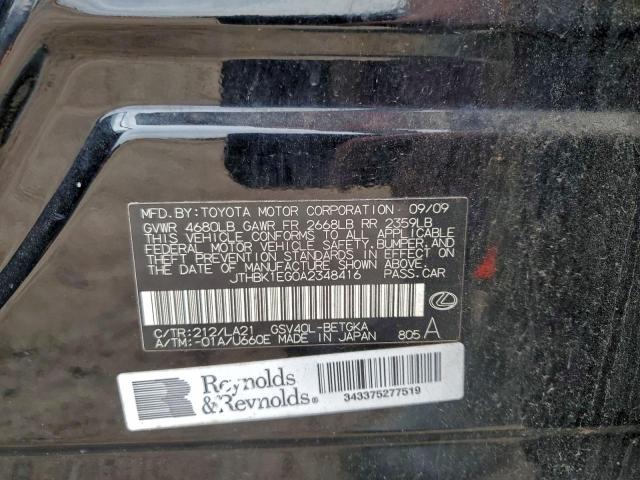 MFD.BY:TOYOTA MOTOR CORPORATION 09/09
GVWR 4680LB GAWR FR 2668LB RR 2359LB
THIS VEHICLE CONFORMS TO ALL APPLICABLE
FEDERAL MOTOR VEHICLE SAFETY, BUMPER, AND
THEFT PREVENTION STANDARDS IN EFFECT ON
THE DATE OF MANUFACTURE SHOWN ABOVE.
JTHBK1EG0A2348416 PASS.CAR
C/TR:212/LA21 GSV40L-BETGKA
A/TM:-01A/U660E MADE IN JAPAN 805 A
Reynolds
&Reynolds®
343375277519